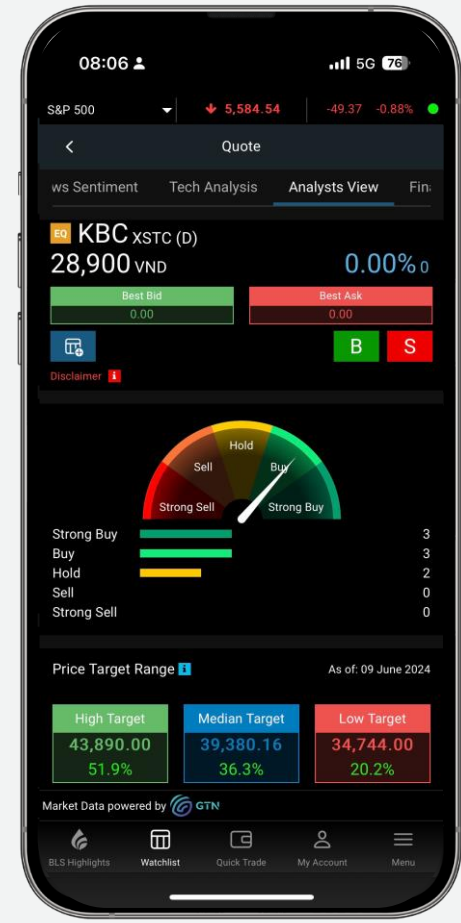 08:06
5G 76
S&P 500 5,584.54 -49.37 -0.88%
Quote
ws Sentiment Tech Analysis Analysts View Fin
EQ KBC XSTC (D)
28,900 VND 0.00% 0
Best Bid Best Ask
0.00 0.00
B S
Disclaimer i
Hold
Sell Buy
Strong Sell Strong Buy
Strong Buy 3
Buy 3
Hold 2
Sell 0
Strong Sell 0
Price Target Range i As of: 09 June 2024
High Target Median Target Low Target
43,890.00 39,380.16 34,744.00
51.9% 36.3% 20.2%
Market Data powered by GTN
BLS Highlights Watchlist Quick Trade My Account Menu